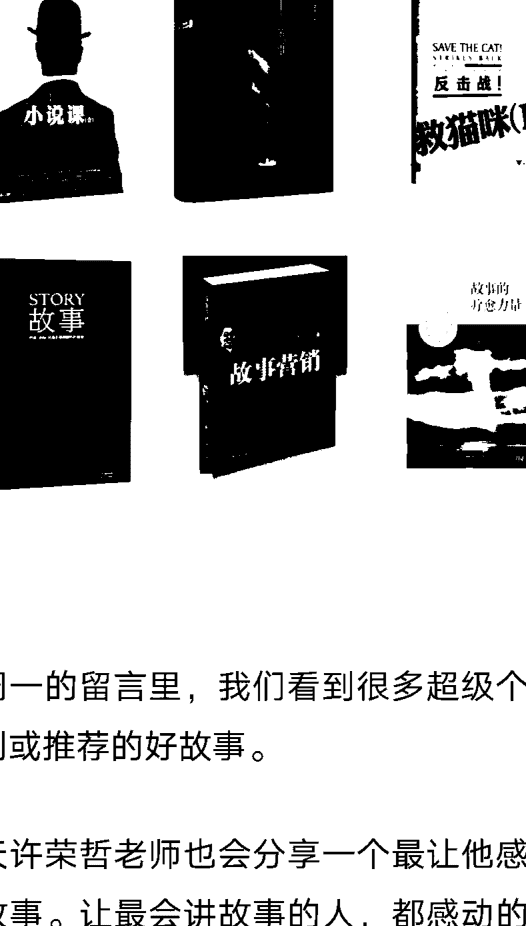 小说课
SAVE THE CAT!
STRIKES BACK
反击战！
救猫咪(
STORY
故事
故事营销
故事的
疗愈力量
一的留言里，我们看到很多超级个
或推荐的好故事。
许荣哲老师也会分享一个最让他感
故事。让最会讲故事的人，都感动的